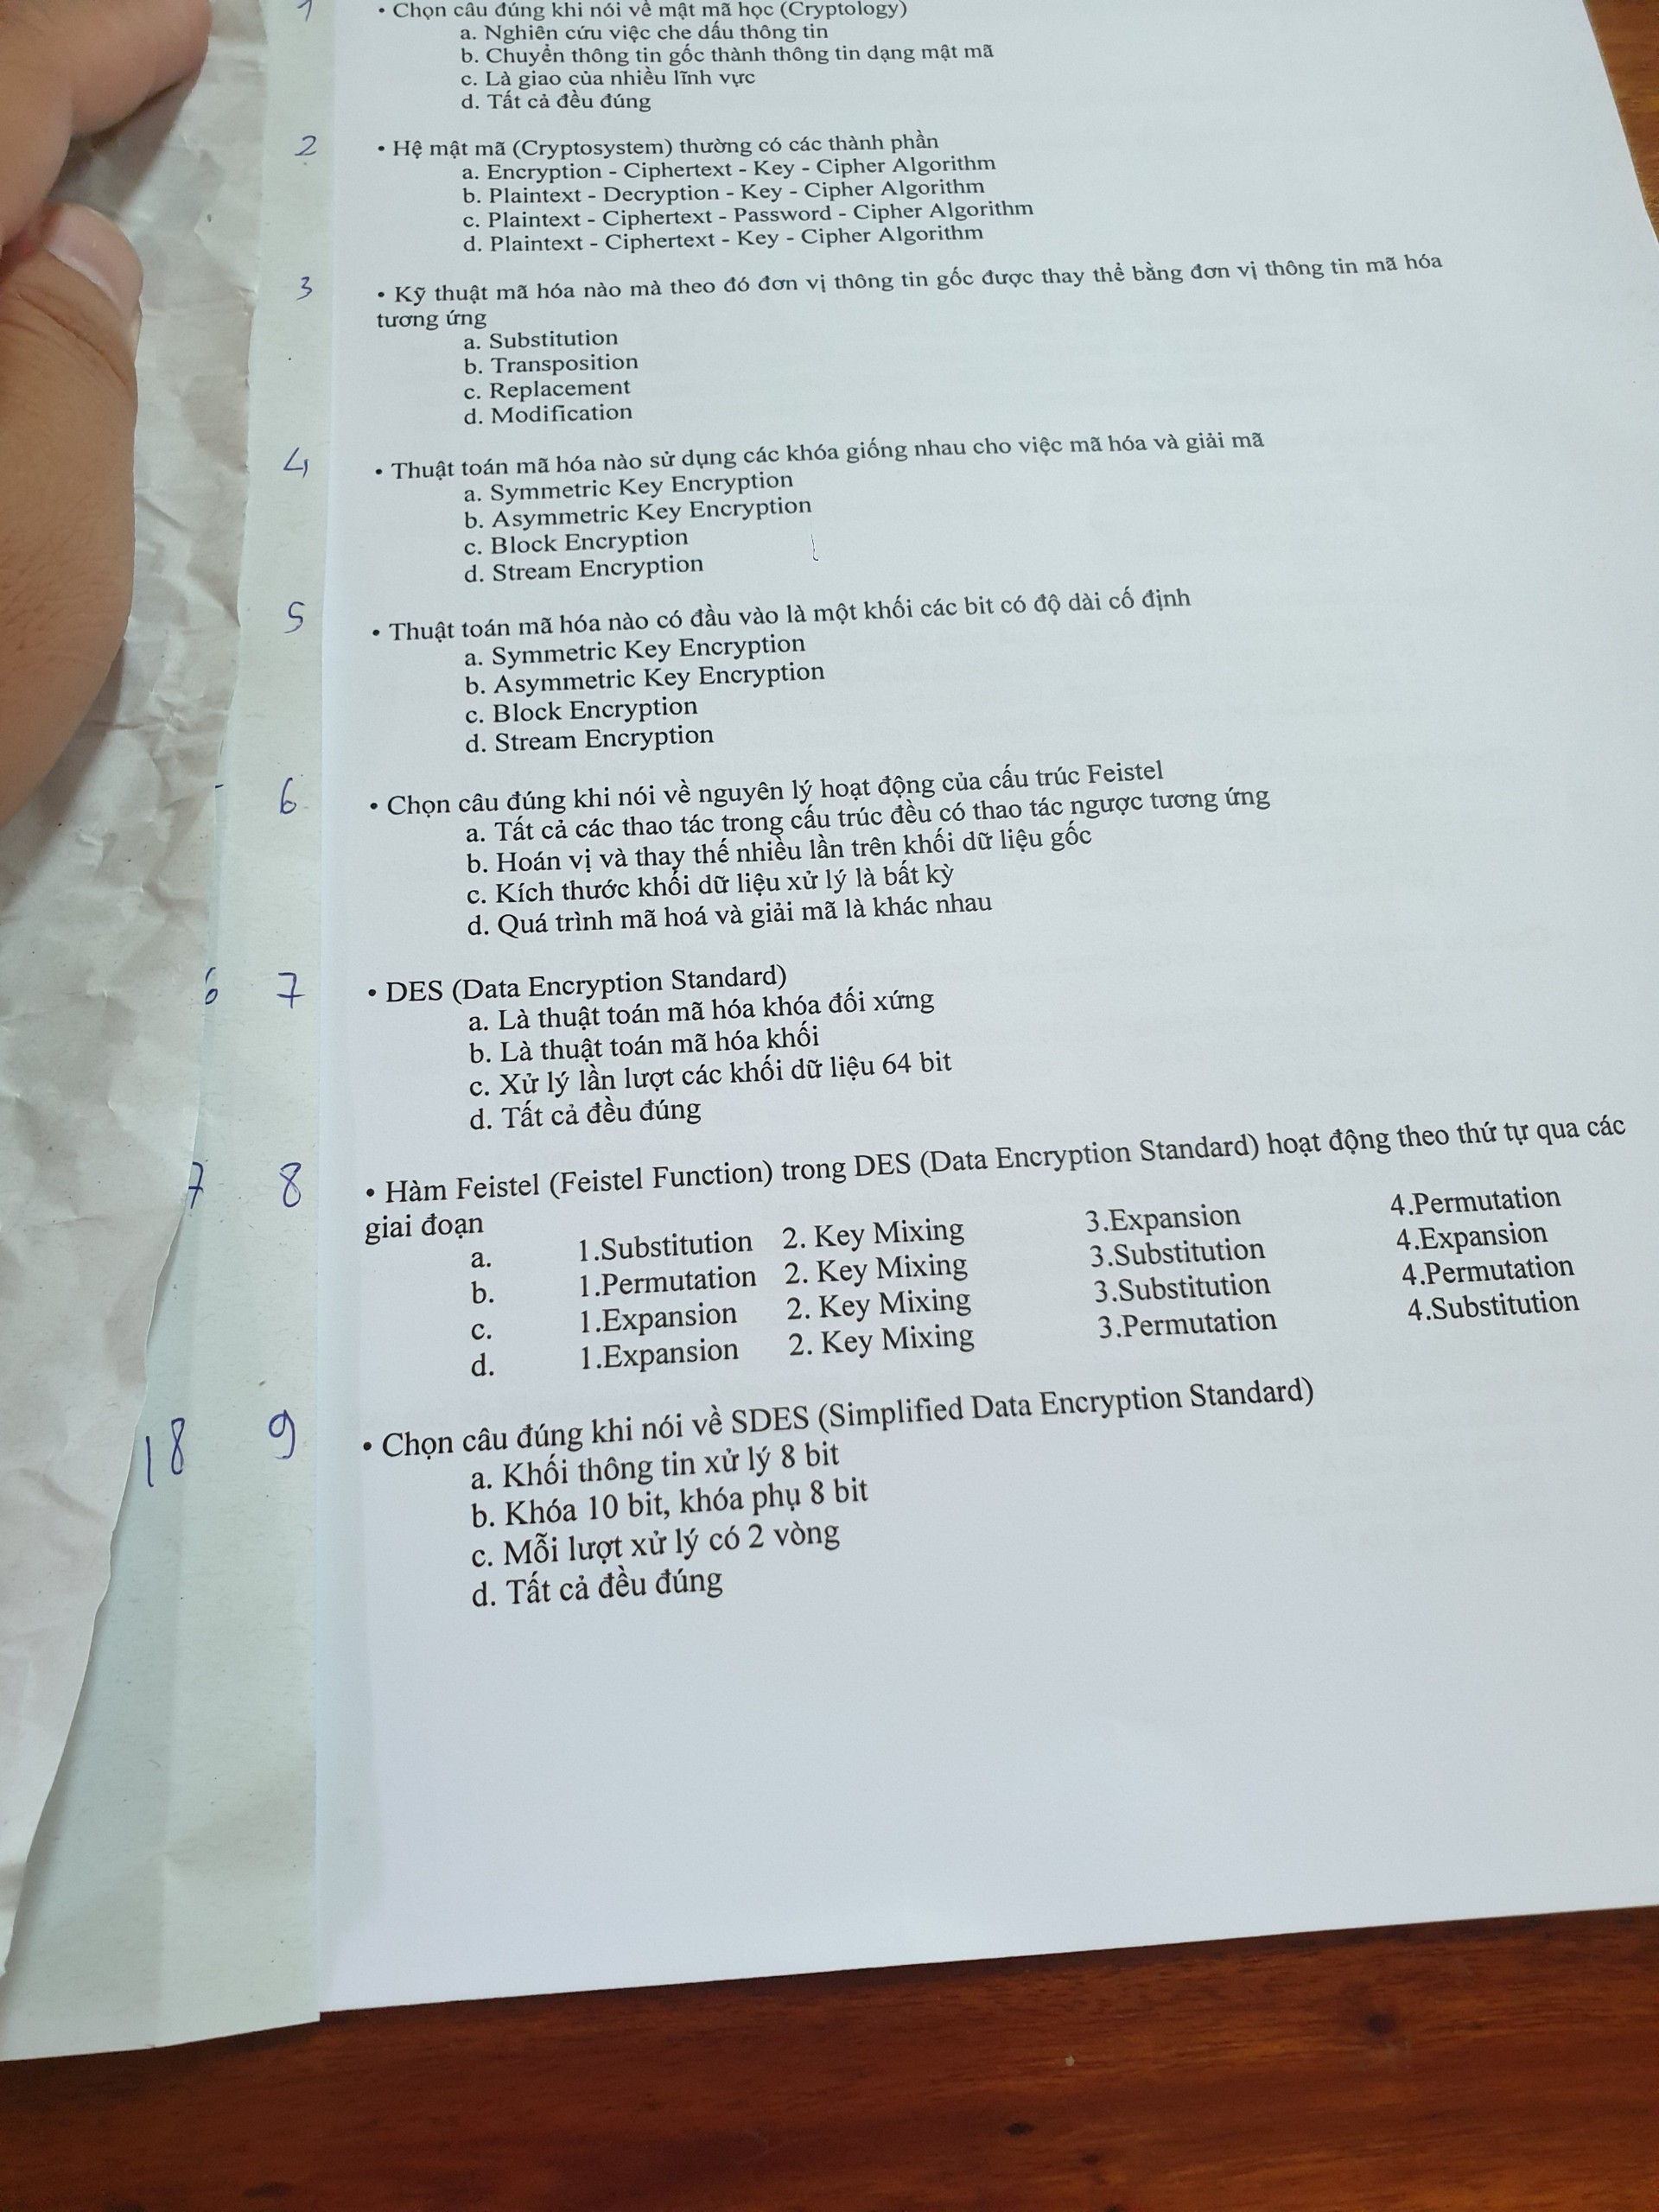 1 • Chọn câu đúng khi nói về mật mã học (Cryptology)
a. Nghiên cứu việc che dấu thông tin
b. Chuyển thông tin gốc thành thông tin dạng mật mã
c. Là giao của nhiều lĩnh vực
d. Tất cả đều đúng
2 • Hệ mật mã (Cryptosystem) thường có các thành phần
a. Encryption - Ciphertext - Key - Cipher Algorithm
b. Plaintext - Decryption - Key - Cipher Algorithm
c. Plaintext - Ciphertext - Password - Cipher Algorithm
d. Plaintext - Ciphertext - Key - Cipher Algorithm
3 • Kỹ thuật mã hóa nào mà theo đó đơn vị thông tin gốc được thay thể bằng đơn vị thông tin mã hóa
tương ứng
a. Substitution
b. Transposition
c. Replacement
d. Modification
4 • Thuật toán mã hóa nào sử dụng các khóa giống nhau cho việc mã hóa và giải mã
a. Symmetric Key Encryption
b. Asymmetric Key Encryption
c. Block Encryption
d. Stream Encryption
5 • Thuật toán mã hóa nào có đầu vào là một khối các bit có độ dài cố định
a. Symmetric Key Encryption
b. Asymmetric Key Encryption
c. Block Encryption
d. Stream Encryption
6 • Chọn câu đúng khi nói về nguyên lý hoạt động của cấu trúc Feistel
a. Tất cả các thao tác trong cấu trúc đều có thao tác ngược tương ứng
b. Hoán vị và thay thế nhiều lần trên khối dữ liệu gốc
c. Kích thước khối dữ liệu xử lý là bất kỳ
d. Quá trình mã hoá và giải mã là khác nhau
6 7 • DES (Data Encryption Standard)
a. Là thuật toán mã hóa khóa đối xứng
b. Là thuật toán mã hóa khối
c. Xử lý lần lượt các khối dữ liệu 64 bit
d. Tất cả đều đúng
7 8 • Hàm Feistel (Feistel Function) trong DES (Data Encryption Standard) hoạt động theo thứ tự qua các
giai đoạn
a. 1.Substitution 2. Key Mixing 3.Expansion 4.Permutation
b. 1.Permutation 2. Key Mixing 3.Substitution 4.Expansion
c. 1.Expansion 2. Key Mixing 3.Substitution 4.Permutation
d. 1.Expansion 2. Key Mixing 3.Permutation 4.Substitution
18 9 • Chọn câu đúng khi nói về SDES (Simplified Data Encryption Standard)
a. Khối thông tin xử lý 8 bit
b. Khóa 10 bit, khóa phụ 8 bit
c. Mỗi lượt xử lý có 2 vòng
d. Tất cả đều đúng